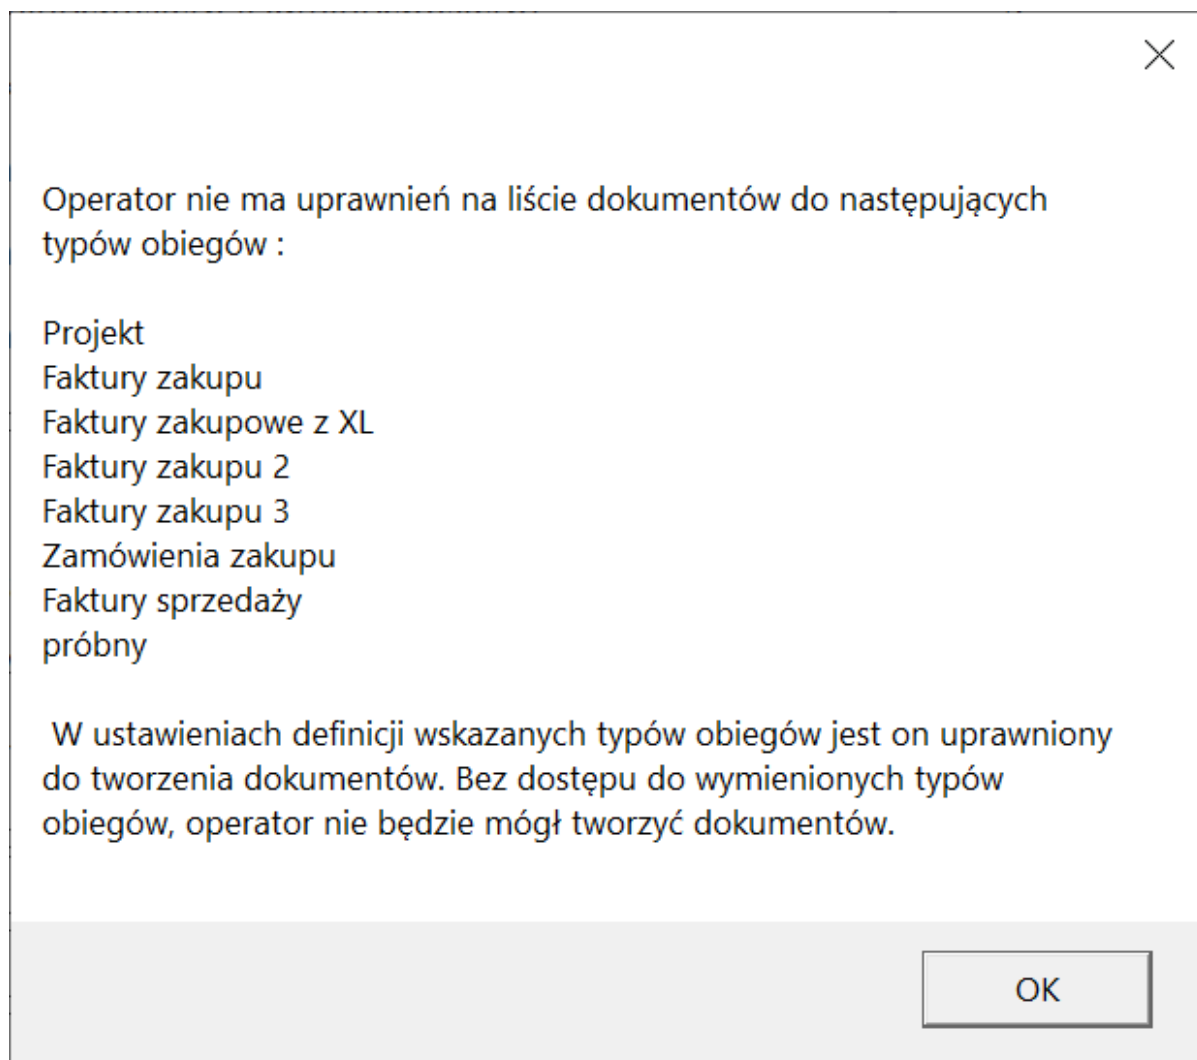 Operator nie ma uprawnień na liście dokumentów do następujących
typów obiegów :
Projekt
Faktury zakupu
Faktury zakupowe z XL
Faktury zakupu 2
Faktury zakupu 3
Zamówienia zakupu
Faktury sprzedaży
próbny
W ustawieniach definicji wskazanych typów obiegów jest on uprawniony
do tworzenia dokumentów. Bez dostępu do wymienionych typów
obiegów, operator nie będzie mógł tworzyć dokumentów.
OK